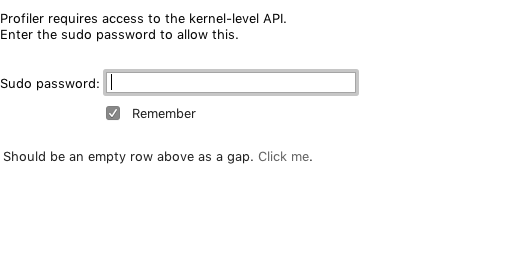 Profiler requires access to the kernel-level API.
Enter the sudo password to allow this.
Sudo password:
Remember
Should be an empty row above as a gap. Click me.